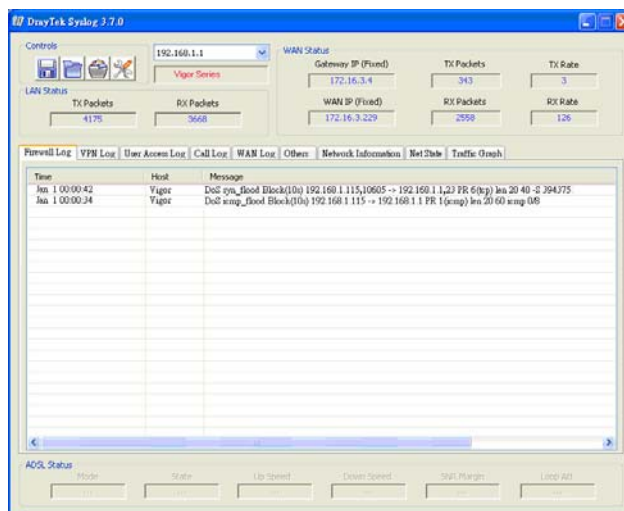 DrayTek Syslog 3.7.0
Controls
192.168.1.1
Vigor Series
WAN Status
Gateway IP (Fixed) TX Packets TX Rate
172.16.3.4 343 3
WAN IP (Fixed) RX Packets RX Rate
172.16.3.229 2558 126
LAN Status
TX Packets RX Packets
4175 3668
Firewall Log VPN Log User Access Log Call Log WAN Log Others Network Information Net State Traffic Graph
Time Host Message
Jan 1 00:00:42 Vigor DoS syn_flood Block(10s) 192.168.1.115,10605 -> 192.168.1.1,23 PR 6(tcp) len 20 40 -S 394375
Jan 1 00:00:34 Vigor DoS icmp_flood Block(10s) 192.168.1.115 -> 192.168.1.1 PR 1(icmp) len 20 60 icmp 0/8
ADSL Status
Mode State Up Speed Down Speed SNR Margin Loop Att
--- --- --- --- --- ---